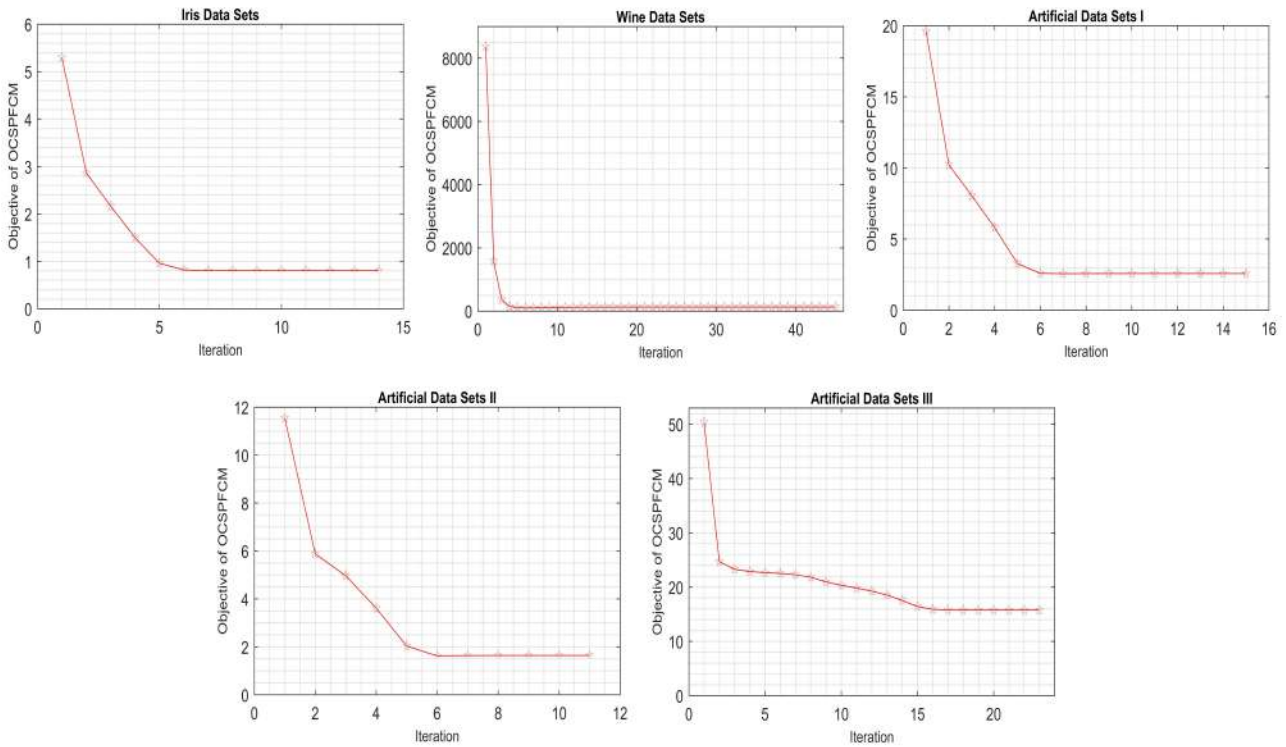 Iris Data Sets
6
5
4
3
2
1
0
Objective of OCSPFCM
0 5 10 15
Iteration
Wine Data Sets
8000
6000
4000
2000
0
Objective of OCSPFCM
0 10 20 30 40
Iteration
Artificial Data Sets I
20
15
10
5
0
Objective of OCSPFCM
0 2 4 6 8 10 12 14 16
Iteration
Artificial Data Sets II
12
10
8
6
4
2
0
Objective of OCSPFCM
0 2 4 6 8 10 12
Iteration
Artificial Data Sets III
50
40
30
20
10
0
Objective of OCSPFCM
0 5 10 15 20
Iteration